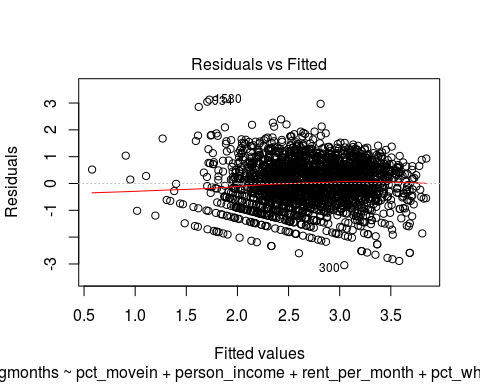 Residuals vs Fitted
Residuals
3
2
1
0
-1
-3
300
0.5 1.0 1.5 2.0 2.5 3.0 3.5
Fitted values
gmonths ~ pct_movein + person_income + rent_per_month + pct_wh